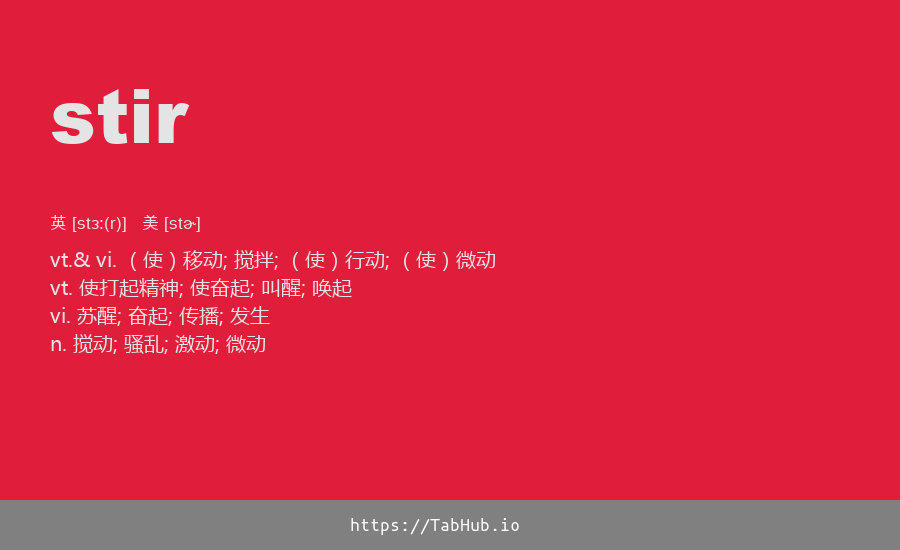 stir
英 [stɜ:(r)] 美 [stɚ]
vt.& vi. （使）移动; 搅拌; （使）行动; （使）微动
vt. 使打起精神; 使奋起; 叫醒; 唤起
vi. 苏醒; 奋起; 传播; 发生
n. 搅动; 骚乱; 激动; 微动
https://TabHub.io